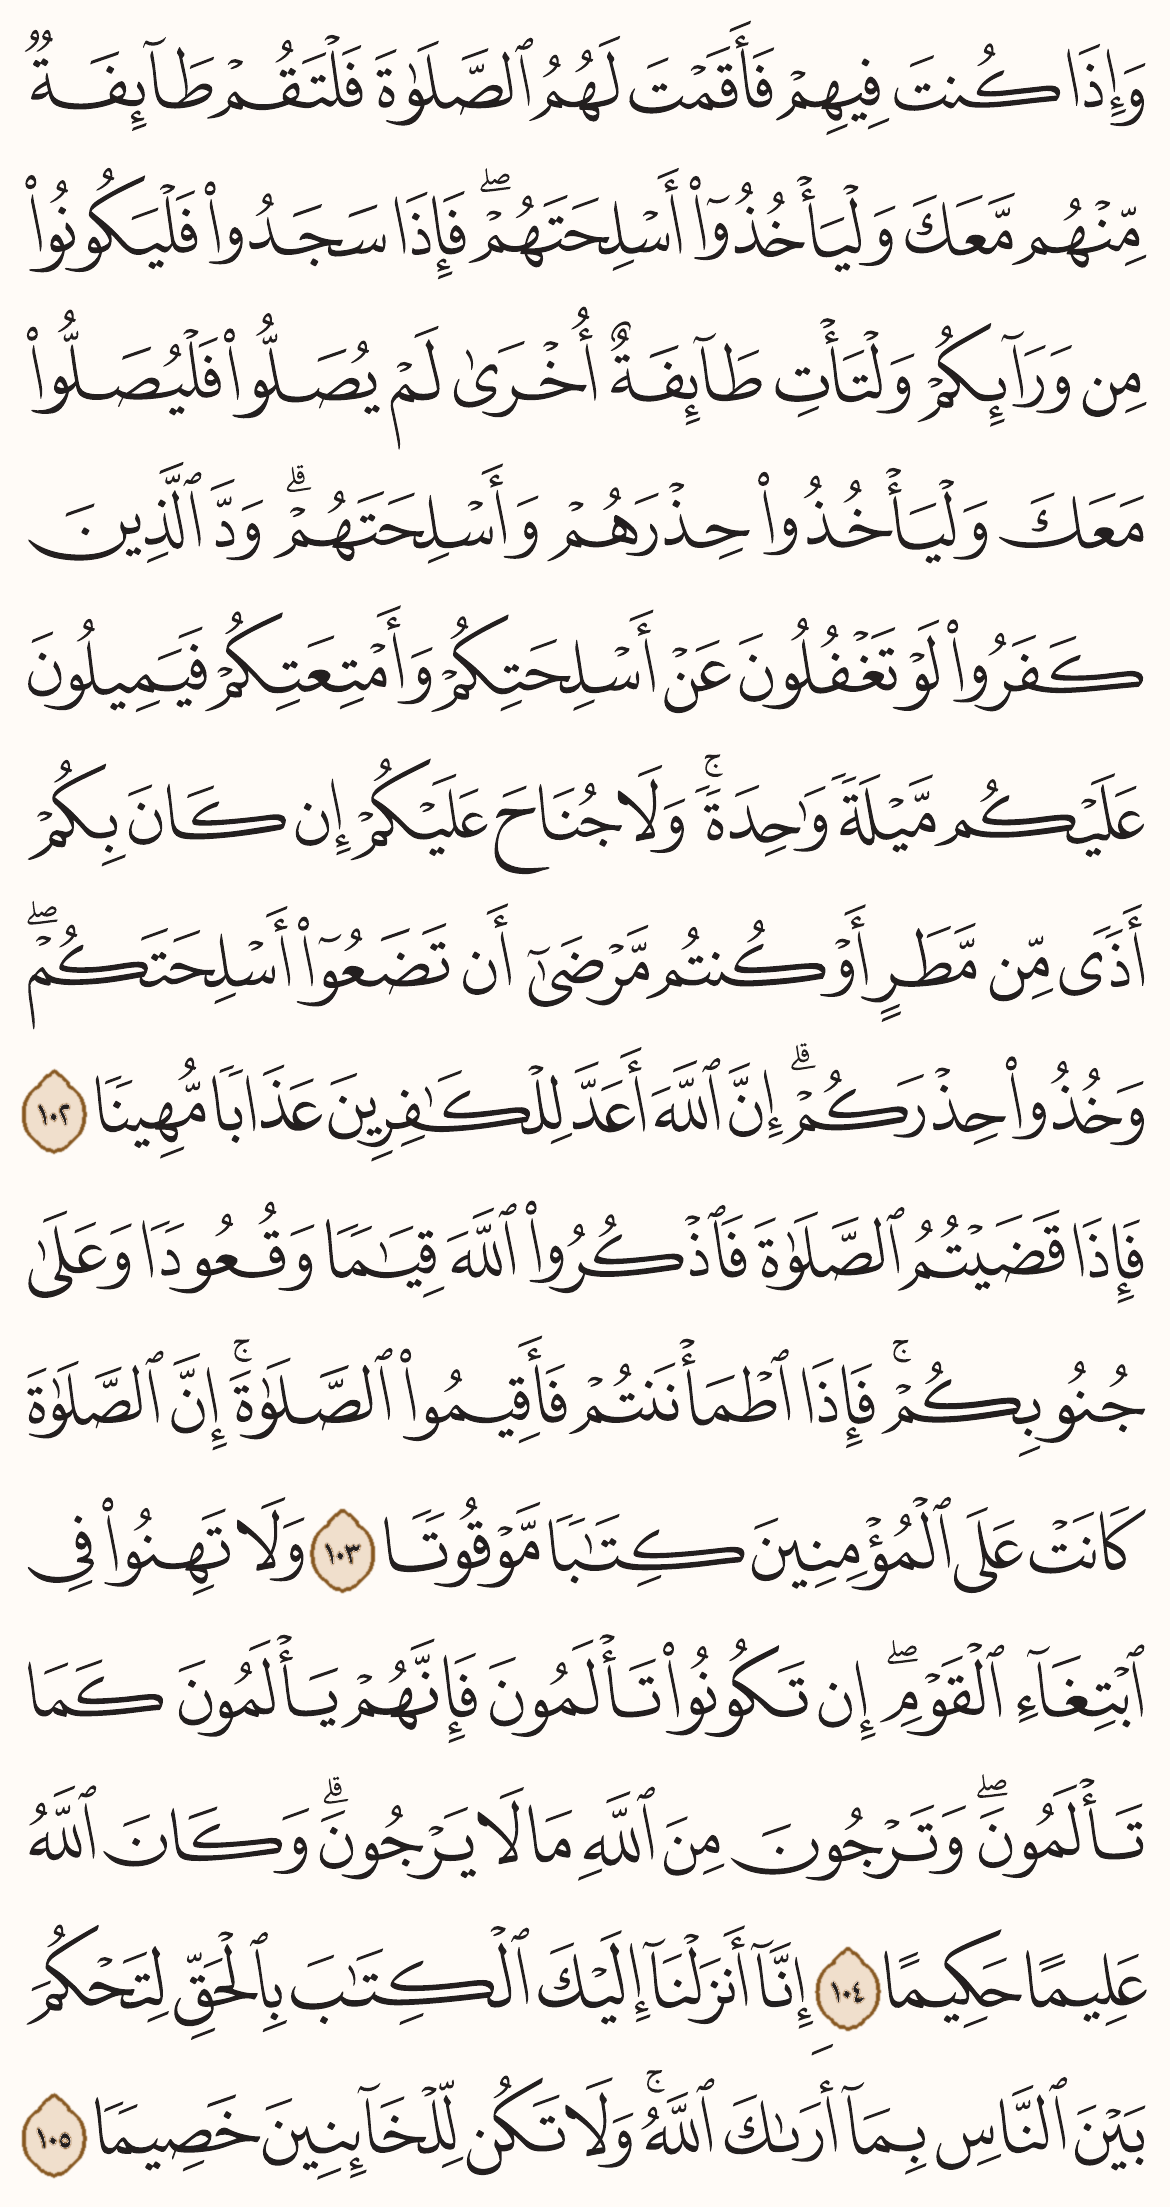 وَإِذَا كُنتَ فِيهِمْ فَأَقَمْتَ لَهُمُ ٱلصَّلَوٰةَ فَلْتَقُمْ طَآئِفَةٌ
مِّنْهُم مَّعَكَ وَلْيَأْخُذُوٓا۟ أَسْلِحَتَهُمْ ۖ فَإِذَا سَجَدُوا۟ فَلْيَكُونُوا۟
مِن وَرَآئِكُمْ وَلْتَأْتِ طَآئِفَةٌ أُخْرَىٰ لَمْ يُصَلُّوا۟ فَلْيُصَلُّوا۟
مَعَكَ وَلْيَأْخُذُوا۟ حِذْرَهُمْ وَأَسْلِحَتَهُمْ ۗ وَدَّ ٱلَّذِينَ
كَفَرُوا۟ لَوْ تَغْفُلُونَ عَنْ أَسْلِحَتِكُمْ وَأَمْتِعَتِكُمْ فَيَمِيلُونَ
عَلَيْكُم مَّيْلَةً وَٰحِدَةً ۚ وَلَا جُنَاحَ عَلَيْكُمْ إِن كَانَ بِكُمْ
أَذًى مِّن مَّطَرٍ أَوْ كُنتُم مَّرْضَىٰٓ أَن تَضَعُوٓا۟ أَسْلِحَتَكُمْ ۖ
وَخُذُوا۟ حِذْرَكُمْ ۗ إِنَّ ٱللَّهَ أَعَدَّ لِلْكَـٰفِرِينَ عَذَابًا مُّهِينًا ١٠٢
فَإِذَا قَضَيْتُمُ ٱلصَّلَوٰةَ فَٱذْكُرُوا۟ ٱللَّهَ قِيَـٰمًا وَقُعُودًا وَعَلَىٰ
جُنُوبِكُمْ ۚ فَإِذَا ٱطْمَأْنَنتُمْ فَأَقِيمُوا۟ ٱلصَّلَوٰةَ ۚ إِنَّ ٱلصَّلَوٰةَ
كَانَتْ عَلَى ٱلْمُؤْمِنِينَ كِتَـٰبًا مَّوْقُوتًا ١٠٣ وَلَا تَهِنُوا۟ فِى
ٱبْتِغَآءِ ٱلْقَوْمِ ۖ إِن تَكُونُوا۟ تَأْلَمُونَ فَإِنَّهُمْ يَأْلَمُونَ كَمَا
تَأْلَمُونَ ۖ وَتَرْجُونَ مِنَ ٱللَّهِ مَا لَا يَرْجُونَ ۗ وَكَانَ ٱللَّهُ
عَلِيمًا حَكِيمًا ١٠٤ إِنَّآ أَنزَلْنَآ إِلَيْكَ ٱلْكِتَـٰبَ بِٱلْحَقِّ لِتَحْكُمَ
بَيْنَ ٱلنَّاسِ بِمَآ أَرَىٰكَ ٱللَّهُ ۚ وَلَا تَكُن لِّلْخَآئِنِينَ خَصِيمًا ١٠٥